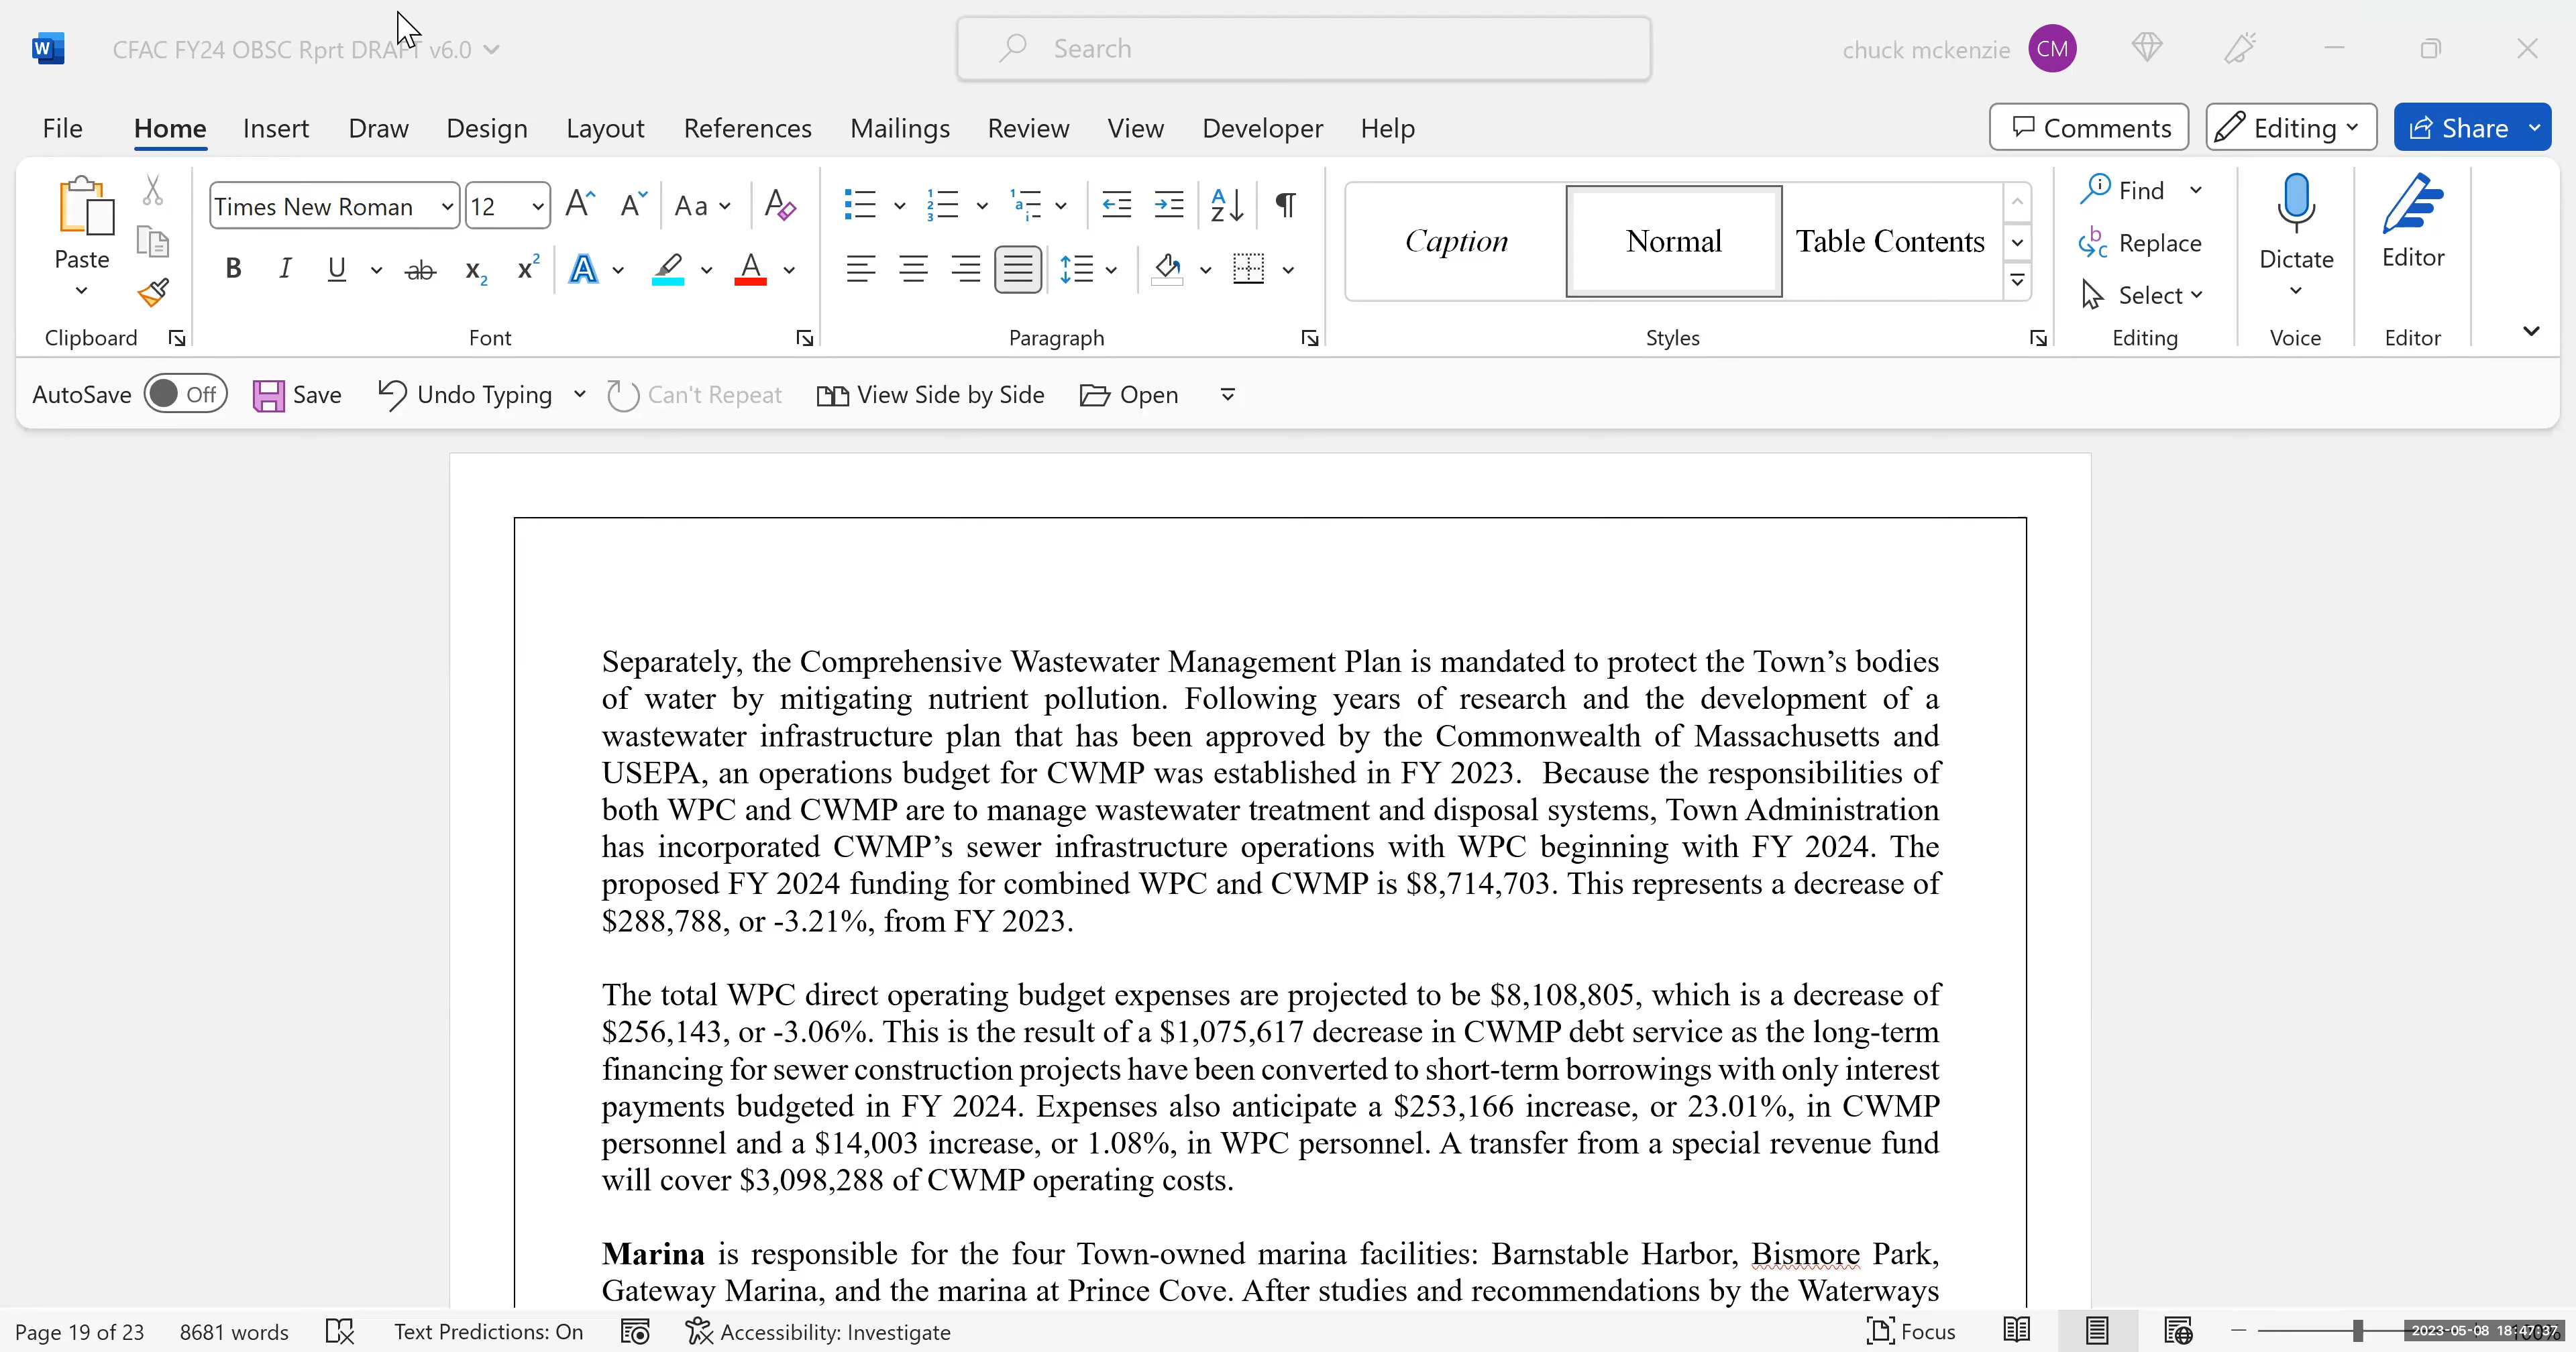 CFAC FY24 OBSC Rprt DRAFT v6.0
Search
chuck mckenzie CM
File Home Insert Draw Design Layout References Mailings Review View Developer Help
Comments Editing Share
Paste
Times New Roman 12
Caption Normal Table Contents
Find
Replace
Select
Dictate
Editor
Clipboard Font Paragraph Styles Editing Voice Editor
AutoSave Off Save Undo Typing Can't Repeat View Side by Side Open
Separately, the Comprehensive Wastewater Management Plan is mandated to protect the Town’s bodies
of water by mitigating nutrient pollution. Following years of research and the development of a
wastewater infrastructure plan that has been approved by the Commonwealth of Massachusetts and
USEPA, an operations budget for CWMP was established in FY 2023.  Because the responsibilities of
both WPC and CWMP are to manage wastewater treatment and disposal systems, Town Administration
has incorporated CWMP’s sewer infrastructure operations with WPC beginning with FY 2024. The
proposed FY 2024 funding for combined WPC and CWMP is $8,714,703. This represents a decrease of
$288,788, or -3.21%, from FY 2023.
The total WPC direct operating budget expenses are projected to be $8,108,805, which is a decrease of
$256,143, or -3.06%. This is the result of a $1,075,617 decrease in CWMP debt service as the long-term
financing for sewer construction projects have been converted to short-term borrowings with only interest
payments budgeted in FY 2024. Expenses also anticipate a $253,166 increase, or 23.01%, in CWMP
personnel and a $14,003 increase, or 1.08%, in WPC personnel. A transfer from a special revenue fund
will cover $3,098,288 of CWMP operating costs.
Marina is responsible for the four Town-owned marina facilities: Barnstable Harbor, Bismore Park,
Gateway Marina, and the marina at Prince Cove. After studies and recommendations by the Waterways
Page 19 of 23 8681 words Text Predictions: On Accessibility: Investigate Focus 2023-05-08 18:47:37